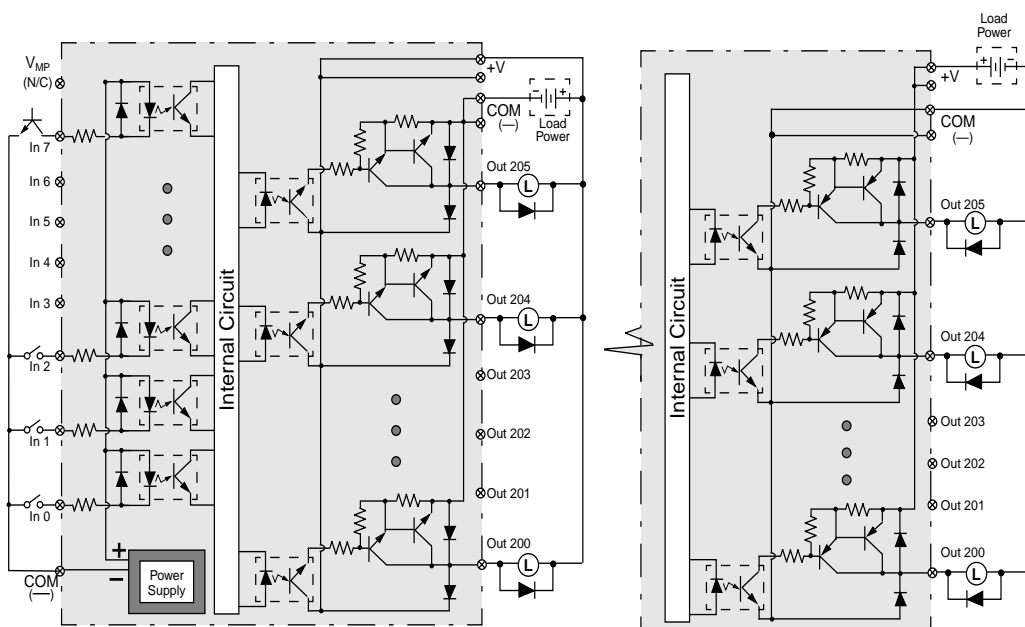 V_MP
(N/C)
In 7
In 6
In 5
In 4
In 3
In 2
In 1
In 0
COM
(—)
+
−
Power
Supply
Internal Circuit
+V
COM
(—)
-
+
Load
Power
Out 205
L
Out 204
L
Out 203
Out 202
Out 201
Out 200
L
Internal Circuit
Load
Power
+
-
+V
COM
(—)
Out 205
L
Out 204
L
Out 203
Out 202
Out 201
Out 200
L